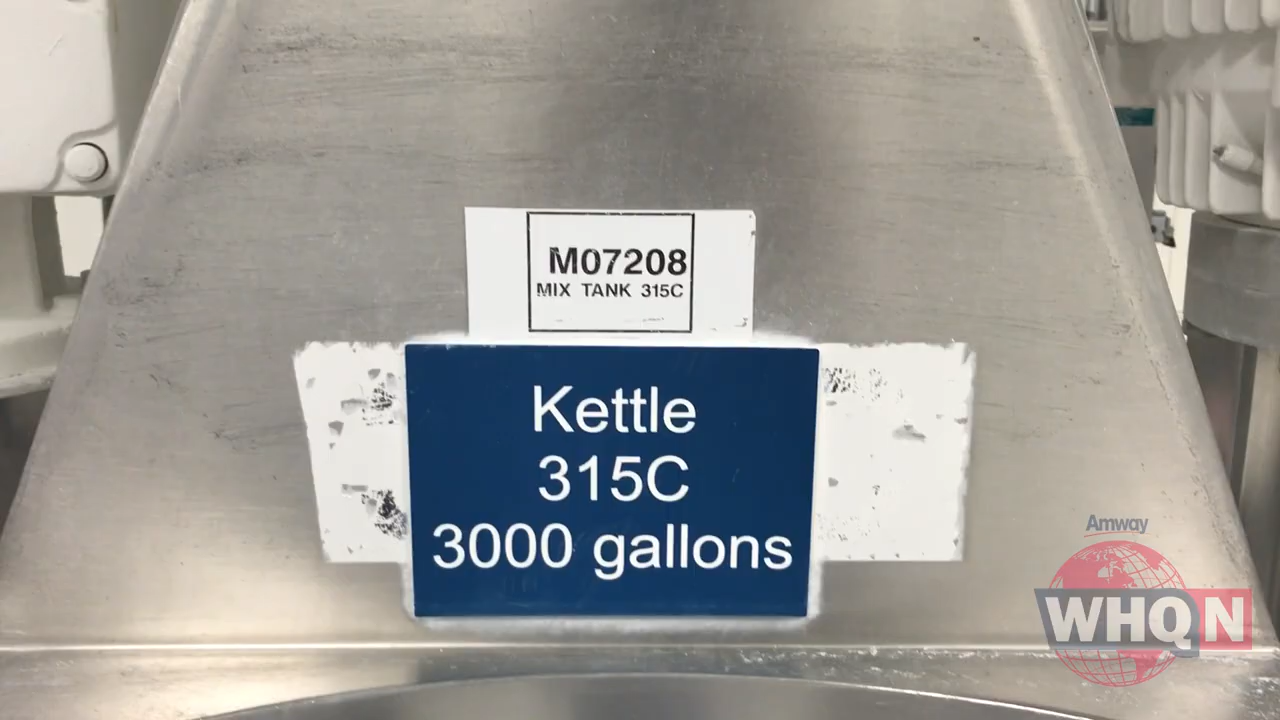 M07208
MIX TANK 315C
Kettle
315C
3000 gallons
Amway
WHQN